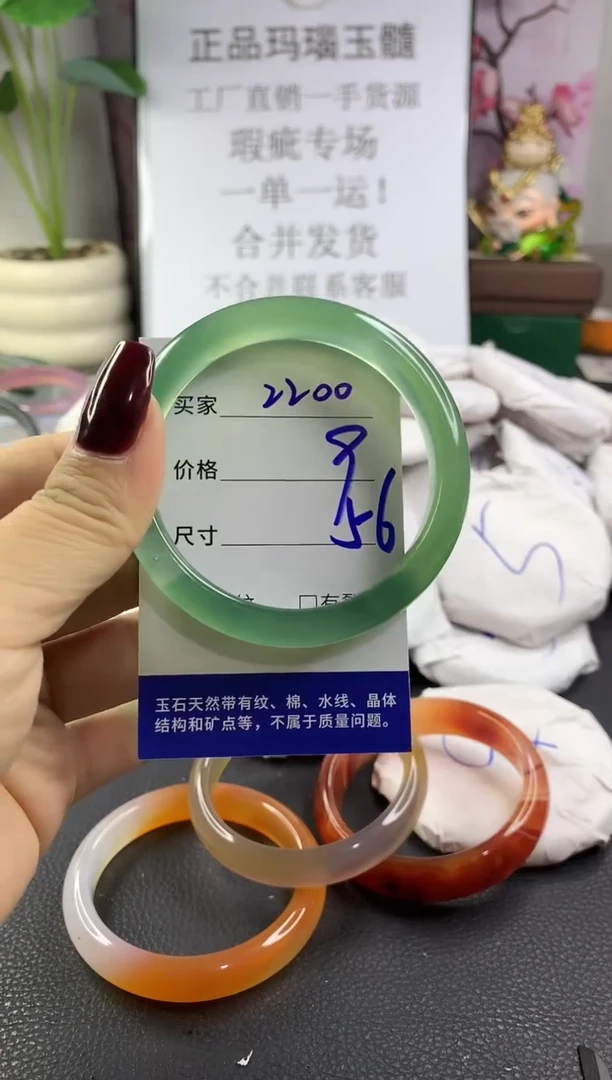 正品玛瑙玉髓
工厂直销一手货源
瑕疵专场
一单一运!
合并发货
不合并联系客服
买家 2200
价格 8
尺寸 56
纹 □有
玉石天然带有纹、棉、水线、晶体
结构和矿点等，不属于质量问题。
5